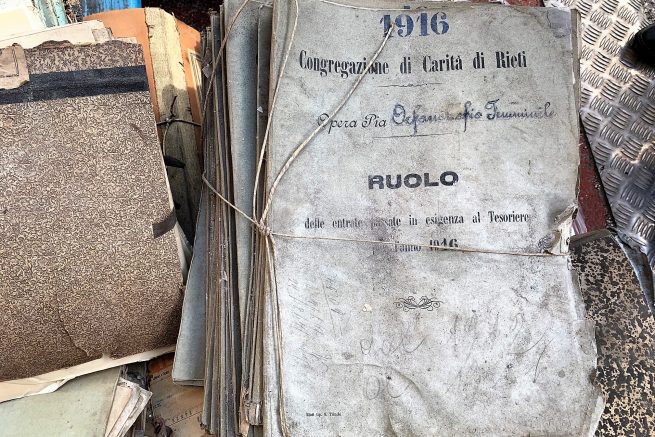 1916
Congregazione di Carità di Rieti
Opera Pia Orfanotrofio Femminile
RUOLO
delle entrate passate in esigenza al Tesoriere
l'anno 1916